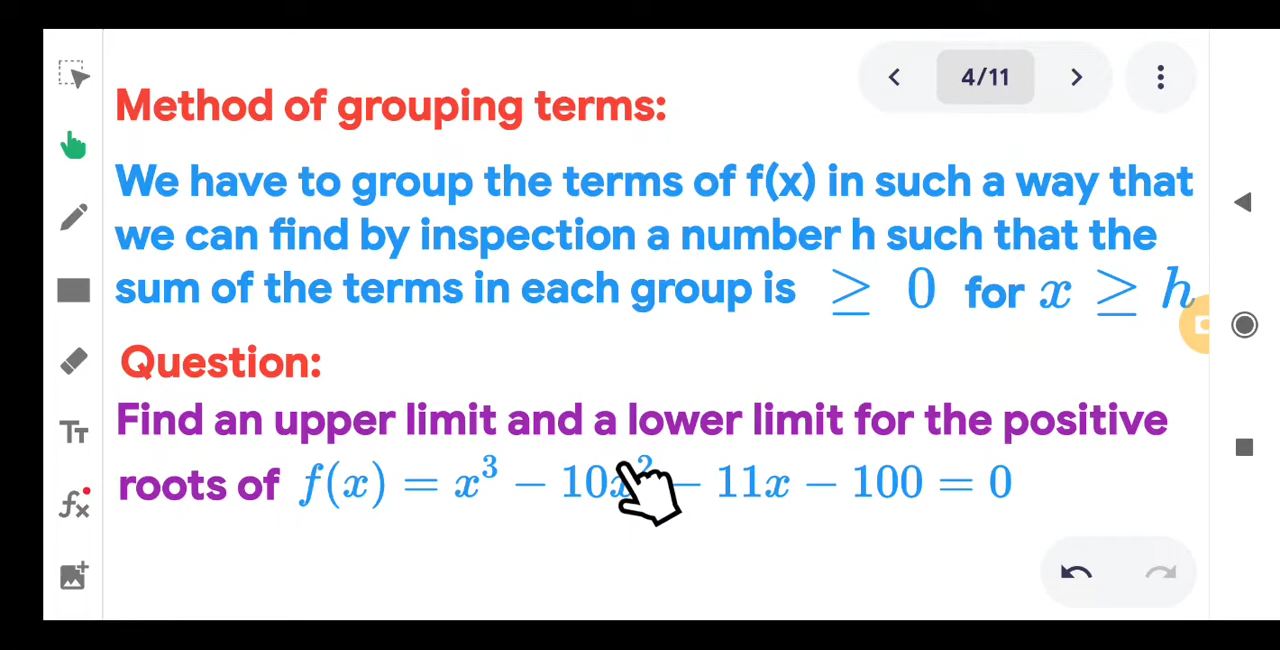 4/11
Method of grouping terms:
We have to group the terms of f(x) in such a way that
we can find by inspection a number h such that the
sum of the terms in each group is ≥ 0 for x ≥ h
Question:
Find an upper limit and a lower limit for the positive
roots of f(x) = x³ − 10x² − 11x − 100 = 0
Tт
fx